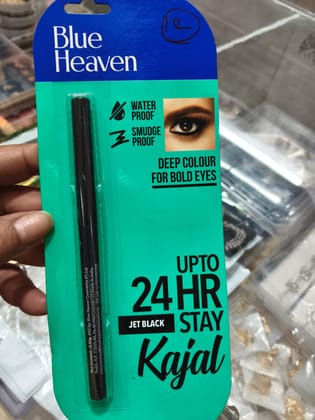 Blue
Heaven
WATER
PROOF
SMUDGE
PROOF
DEEP COLOUR
FOR BOLD EYES
UPTO
24 HR
JET BLACK
STAY
Kajal